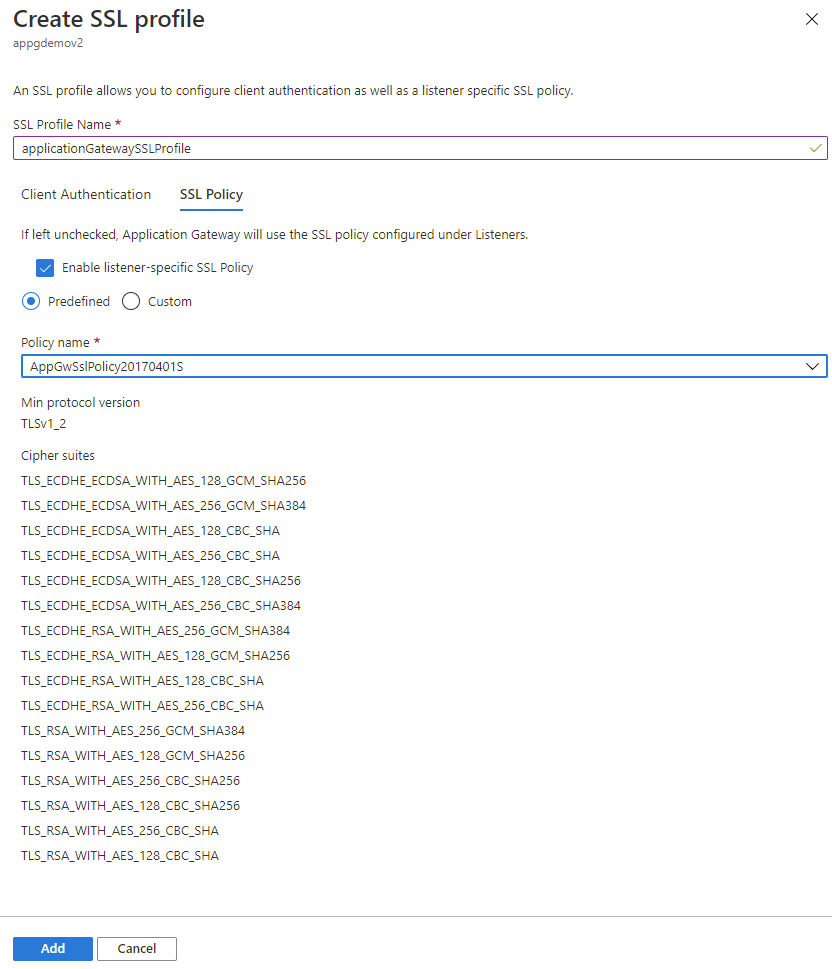 Create SSL profile
appgdemov2
An SSL profile allows you to configure client authentication as well as a listener specific SSL policy.
SSL Profile Name *
applicationGatewaySSLProfile
Client Authentication SSL Policy
If left unchecked, Application Gateway will use the SSL policy configured under Listeners.
Enable listener-specific SSL Policy
Predefined Custom
Policy name *
AppGwSslPolicy20170401S
Min protocol version
TLSv1_2
Cipher suites
TLS_ECDHE_ECDSA_WITH_AES_128_GCM_SHA256
TLS_ECDHE_ECDSA_WITH_AES_256_GCM_SHA384
TLS_ECDHE_ECDSA_WITH_AES_128_CBC_SHA
TLS_ECDHE_ECDSA_WITH_AES_256_CBC_SHA
TLS_ECDHE_ECDSA_WITH_AES_128_CBC_SHA256
TLS_ECDHE_ECDSA_WITH_AES_256_CBC_SHA384
TLS_ECDHE_RSA_WITH_AES_256_GCM_SHA384
TLS_ECDHE_RSA_WITH_AES_128_GCM_SHA256
TLS_ECDHE_RSA_WITH_AES_128_CBC_SHA
TLS_ECDHE_RSA_WITH_AES_256_CBC_SHA
TLS_RSA_WITH_AES_256_GCM_SHA384
TLS_RSA_WITH_AES_128_GCM_SHA256
TLS_RSA_WITH_AES_256_CBC_SHA256
TLS_RSA_WITH_AES_128_CBC_SHA256
TLS_RSA_WITH_AES_256_CBC_SHA
TLS_RSA_WITH_AES_128_CBC_SHA
Add Cancel